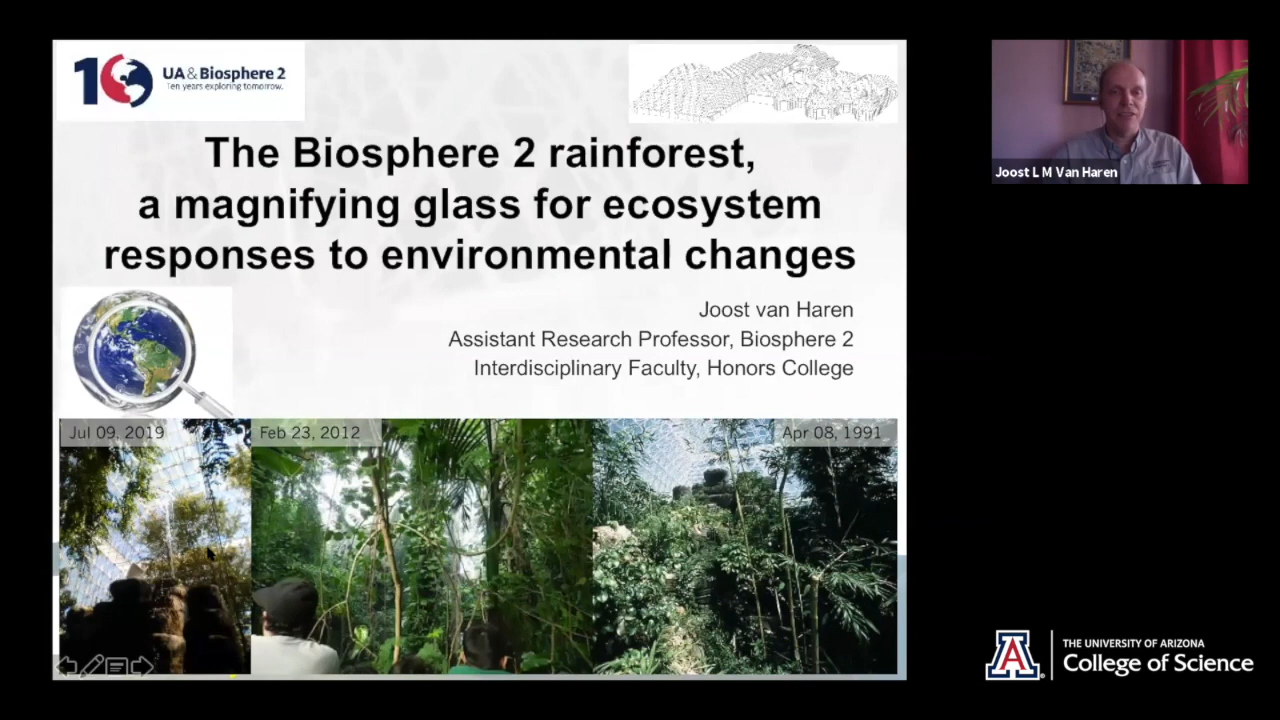 10 UA & Biosphere 2
Ten years exploring tomorrow.
The Biosphere 2 rainforest,
a magnifying glass for ecosystem
responses to environmental changes
Joost van Haren
Assistant Research Professor, Biosphere 2
Interdisciplinary Faculty, Honors College
Jul 09, 2019
Feb 23, 2012
Apr 08, 1991
Joost L M Van Haren
A
THE UNIVERSITY OF ARIZONA
College of Science